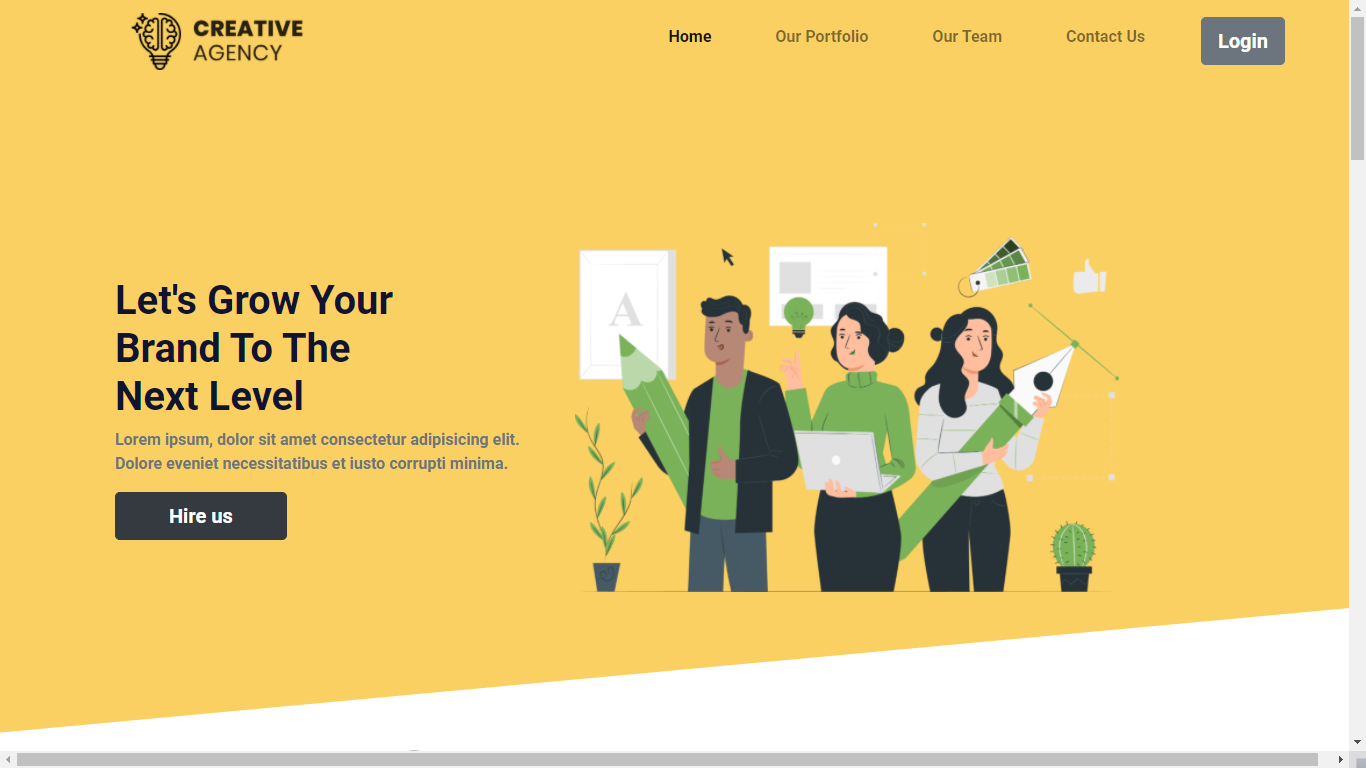 CREATIVE
AGENCY
Home
Our Portfolio
Our Team
Contact Us
Login
A
Let's Grow Your
Brand To The
Next Level
Lorem ipsum, dolor sit amet consectetur adipisicing elit.
Dolore eveniet necessitatibus et iusto corrupti minima.
Hire us